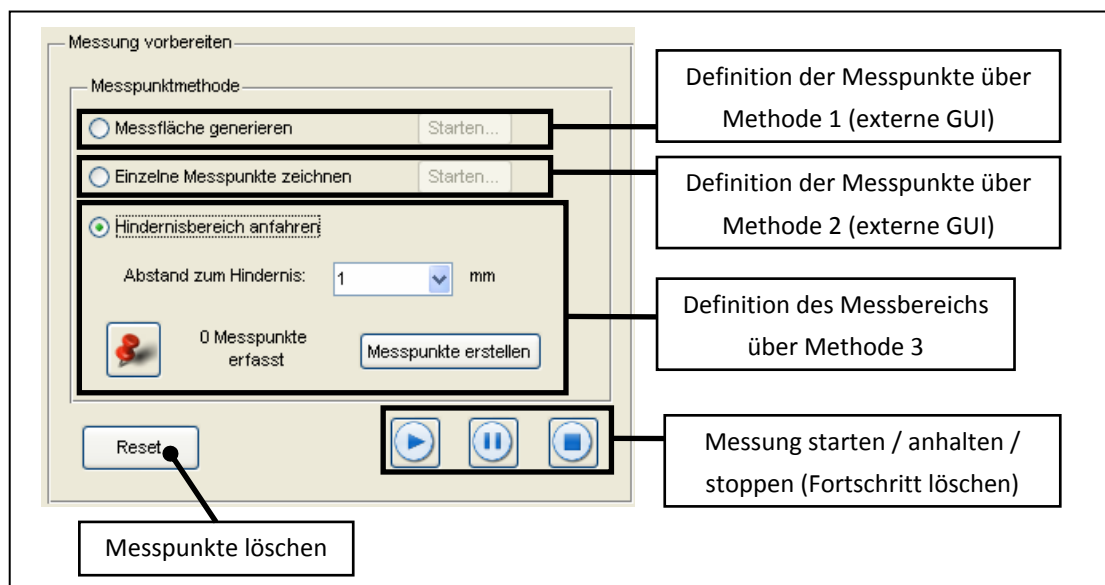 Messung vorbereiten
Messpunktmethode
Messfläche generieren
Starten...
Einzelne Messpunkte zeichnen
Starten...
Hindernisbereich anfahren
Abstand zum Hindernis:
1
mm
0 Messpunkte
erfasst
Messpunkte erstellen
Reset
Definition der Messpunkte über
Methode 1 (externe GUI)
Definition der Messpunkte über
Methode 2 (externe GUI)
Definition des Messbereichs
über Methode 3
Messung starten / anhalten /
stoppen (Fortschritt löschen)
Messpunkte löschen